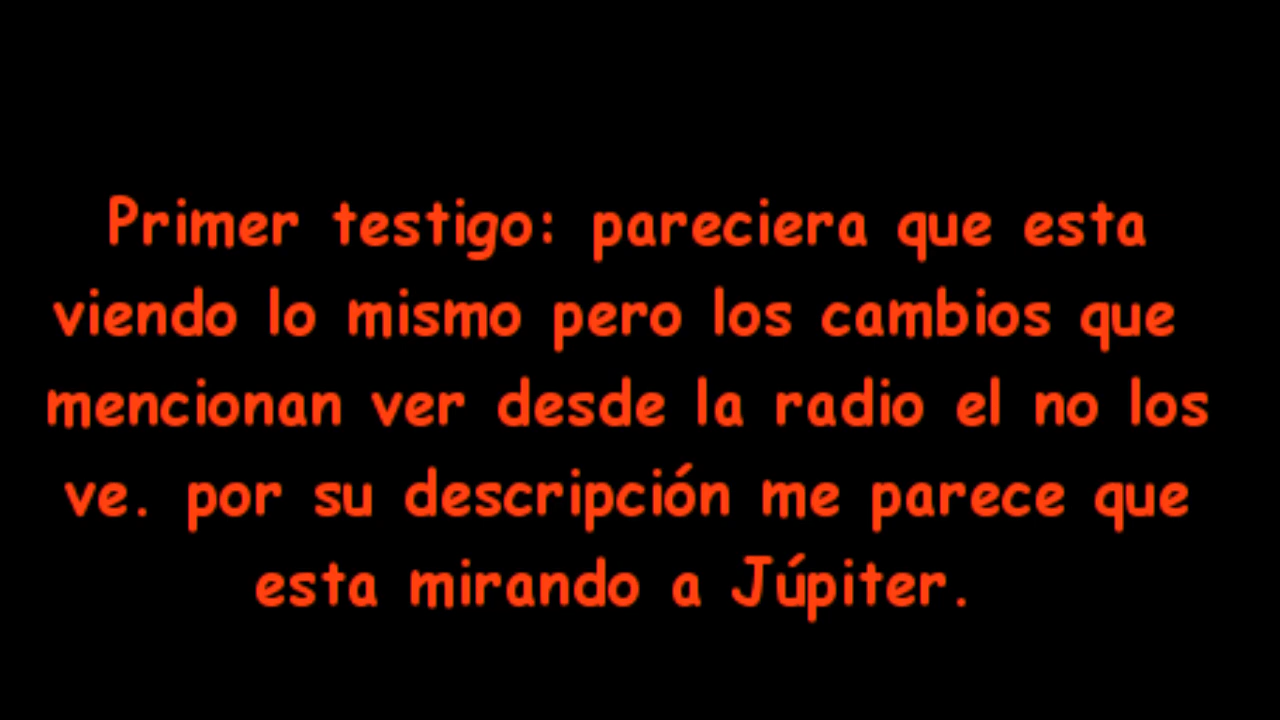 Primer testigo: pareciera que esta
viendo lo mismo pero los cambios que
mencionan ver desde la radio el no los
ve. por su descripción me parece que
esta mirando a Júpiter.